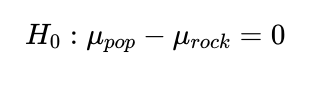 H₀ : μ_pop − μ_rock = 0